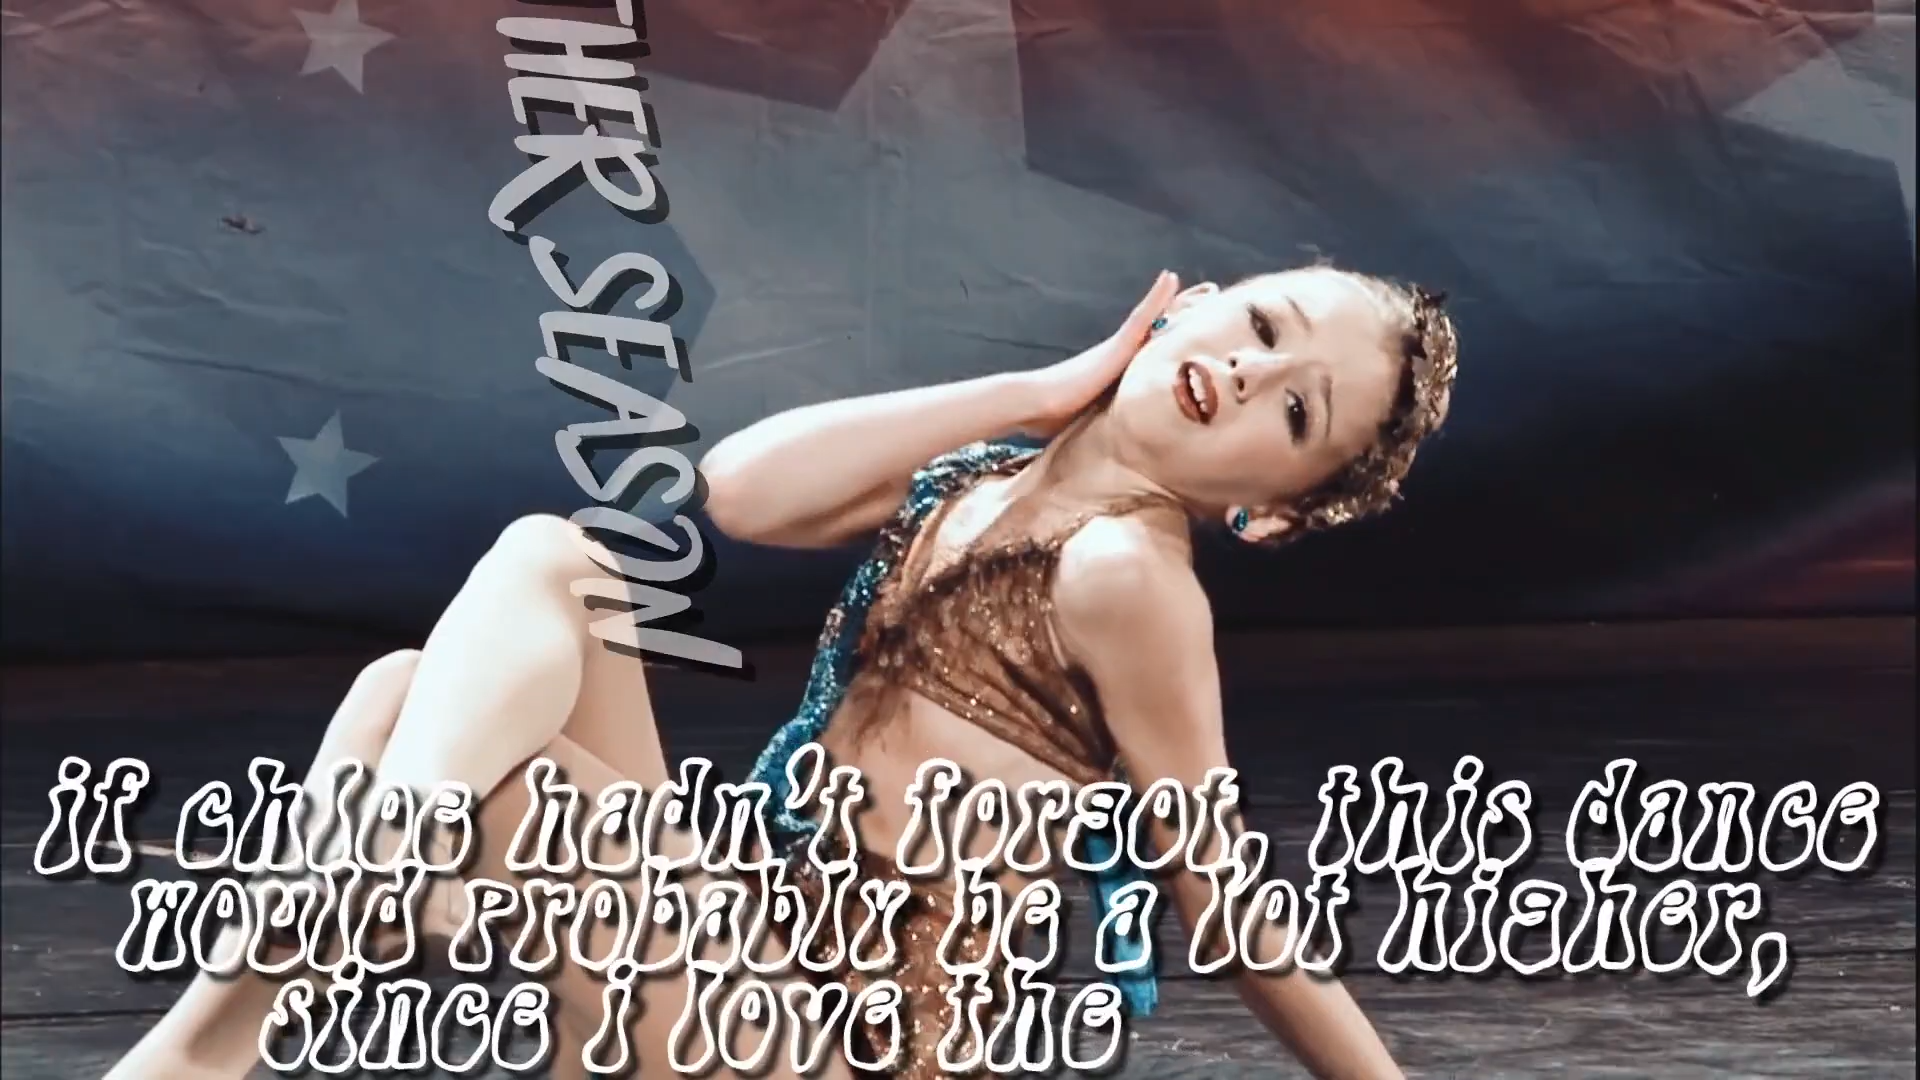 THER SEASON
if chloe hadn't forgot, this dance
would probably be a lot higher,
since i love the